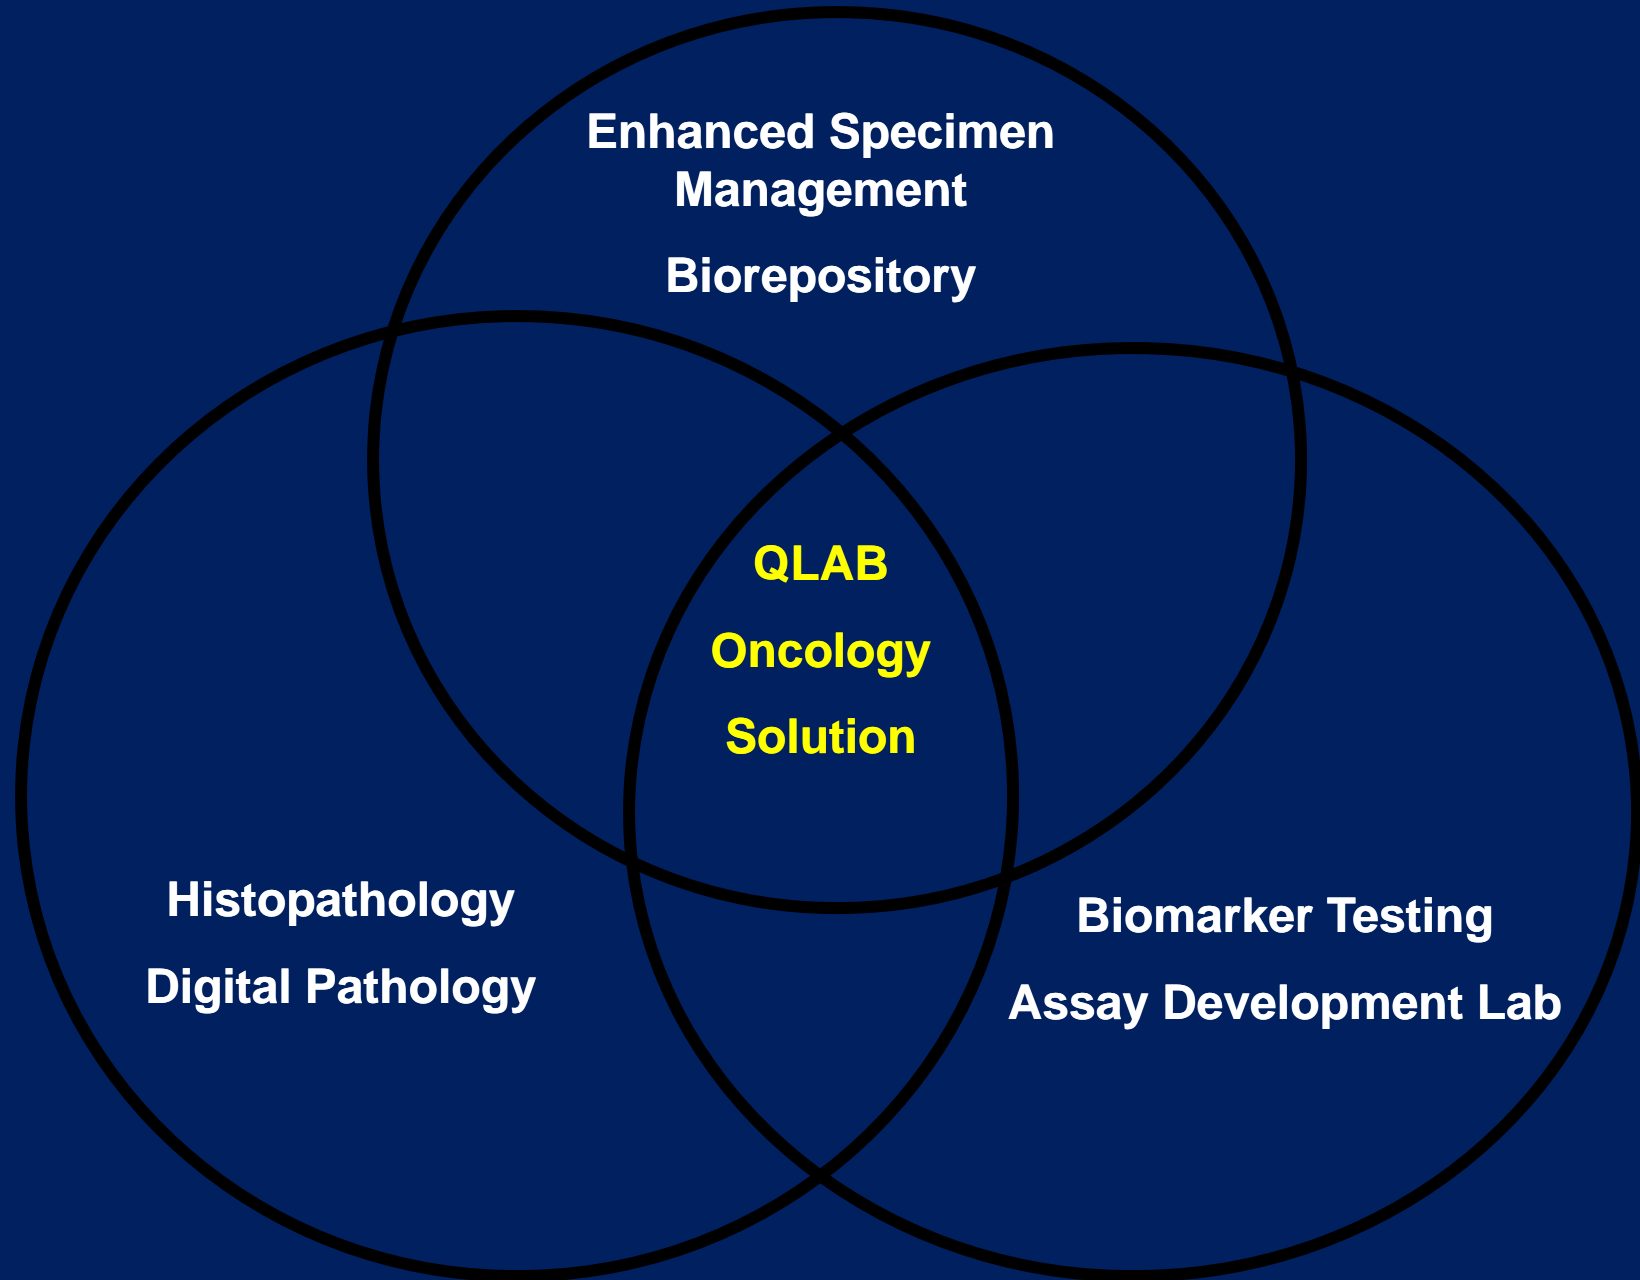 Enhanced Specimen
Management
Biorepository
QLAB
Oncology
Solution
Histopathology
Digital Pathology
Biomarker Testing
Assay Development Lab